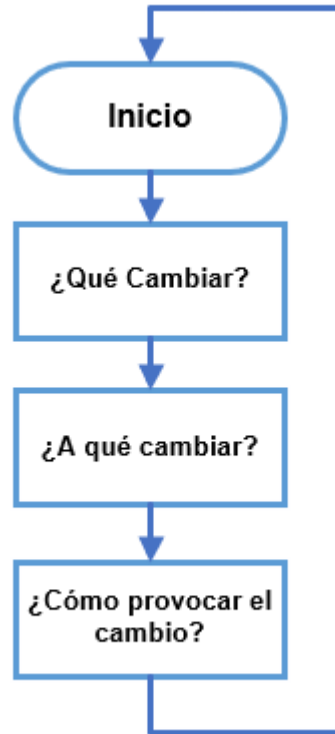 Inicio
¿Qué Cambiar?
¿A qué cambiar?
¿Cómo provocar el
cambio?